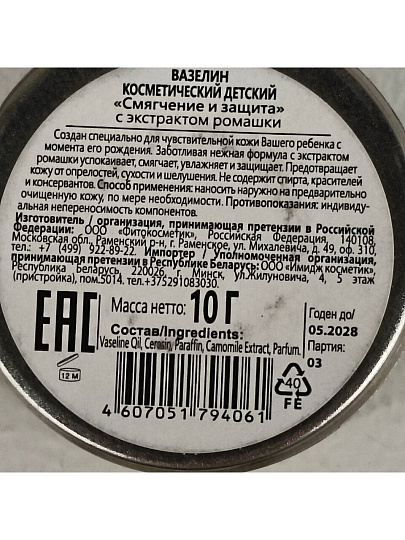 ВАЗЕЛИН
КОСМЕТИЧЕСКИЙ ДЕТСКИЙ
«Смягчение и защита»
с экстрактом ромашки
Создан специально для чувствительной кожи Вашего ребенка с
момента его рождения. Заботливая нежная формула с экстрактом
ромашки успокаивает, смягчает, увлажняет и защищает. Предотвращает
кожу от опрелостей, сухости и шелушения. Не содержит спирта, красителей
и консервантов. Способ применения: наносить наружно на предваритель-но
очищенную кожу, по мере необходимости. Противопоказания: индивиду-
альная непереносимость компонентов.
Изготовитель / организация, принимающая претензии в Российской
Федерации: ООО «Фитокосметик», Российская Федерация, 140108,
Московская обл., Раменский р-н, г. Раменское, ул. Михалевича, д. 49, оф. 310,
тел.: +7 (499) 922-89-22. Импортер / Уполномоченная организация,
принимающая претензии в Республике Беларусь: ООО «Имидж косметик»,
Республика Беларусь, 220026, г. Минск, ул.Жилуновича, 4, 5 этаж
(пристройка), пом.5014. тел.+375291083030.
EAC
Масса нетто: 10 Г
Годен до/
05.2028
Партия:
03
Состав/Ingredients:
Vaseline Oil, Ceresin, Paraffin, Camomile Extract, Parfum.
12 M
4 607051 794061
40
FE